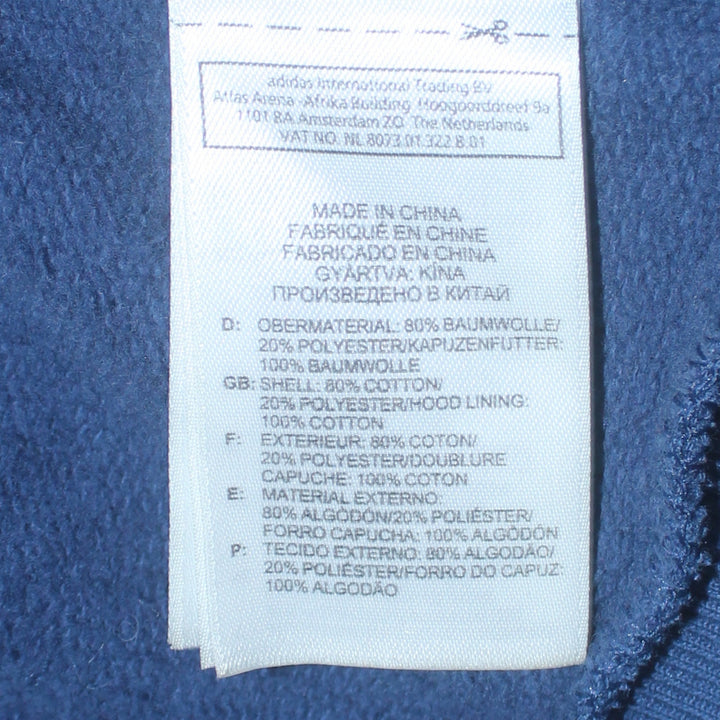 adidas International Trading BV
Atlas Arena -Afrika Building Hoogoorddreef 9a
1101 BA Amsterdam ZO The Netherlands
VAT NO. NL 8073.01.322.B.01
MADE IN CHINA
FABRIQUÉ EN CHINE
FABRICADO EN CHINA
GYÁRTVA: KÍNA
ПРОИЗВЕДЕНО В КИТАЙ
D: OBERMATERIAL: 80% BAUMWOLLE/
20% POLYESTER/KAPUZENFUTTER:
100% BAUMWOLLE
GB: SHELL: 80% COTTON/
20% POLYESTER/HOOD LINING:
100% COTTON
F: EXTERIEUR: 80% COTON/
20% POLYESTER/DOUBLURE
CAPUCHE: 100% COTON
E: MATERIAL EXTERNO:
80% ALGODÓN/20% POLIÉSTER/
FORRO CAPUCHA: 100% ALGODÓN
P: TECIDO EXTERNO: 80% ALGODÃO/
20% POLIÉSTER/FORRO DO CAPUZ:
100% ALGODÃO